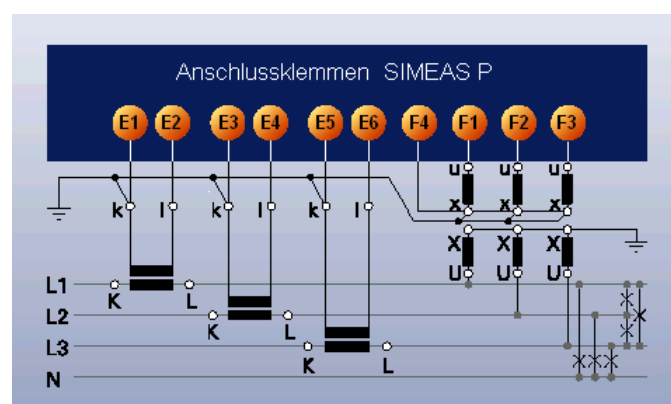 Anschlussklemmen SIMEAS P
E1 E2 E3 E4 E5 E6 F4 F1 F2 F3
u u u
k l k l k l x x x
X X X
L1 K L U U U
L2 K L
L3 K L
N